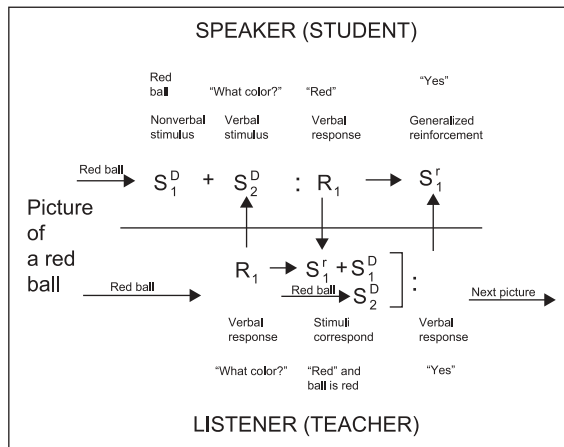 SPEAKER (STUDENT)
Red
ball
“What color?”
“Red”
“Yes”
Nonverbal
stimulus
Verbal
stimulus
Verbal
response
Generalized
reinforcement
Red ball
S₁ᴰ + S₂ᴰ : R₁ S₁ʳ
Picture
of
a red
ball
R₁ S₁ʳ + S₁ᴰ ] :
Red ball
Red ball
S₂ᴰ
Next picture
Verbal
response
Stimuli
correspond
Verbal
response
“What color?”
“Red” and
ball is red
“Yes”
LISTENER (TEACHER)